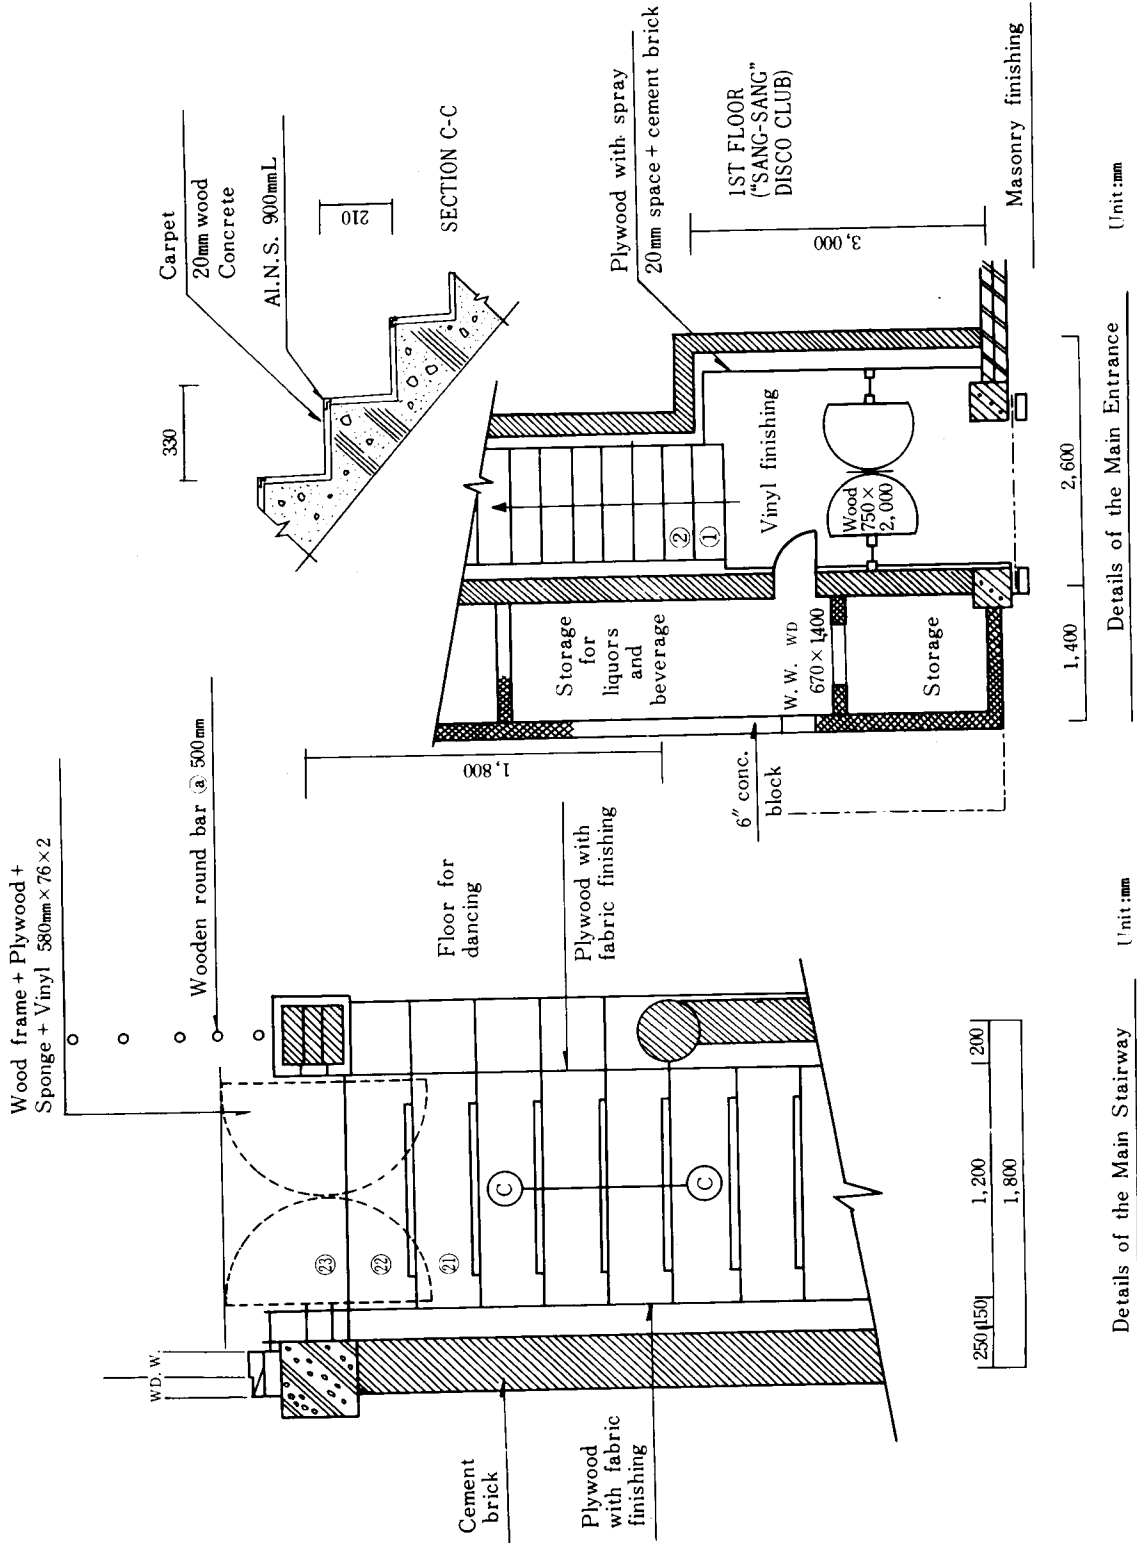 Wood frame + Plywood +
Sponge + Vinyl 580mm×76×2
Wooden round bar ⓐ 500mm
WD.W.
㉓
㉒
㉑
C
C
Floor for
dancing
Plywood with
fabric finishing
Cement
brick
Plywood
with fabric
finishing
250
150
1,200
200
1,800
Details of the Main Stairway
Unit:mm
Carpet
20mm wood
Concrete
Al.N.S. 900mmL
330
210
SECTION C-C
Plywood with spray
20mm space + cement brick
1ST FLOOR
("SANG-SANG"
DISCO CLUB)
3,000
Masonry finishing
②
①
Vinyl finishing
Wood
750×
2,000
Storage
for
liquors
and
beverage
W.W. WD
670×1,400
Storage
1,800
6" conc.
block
1,400
2,600
Details of the Main Entrance
Unit:mm